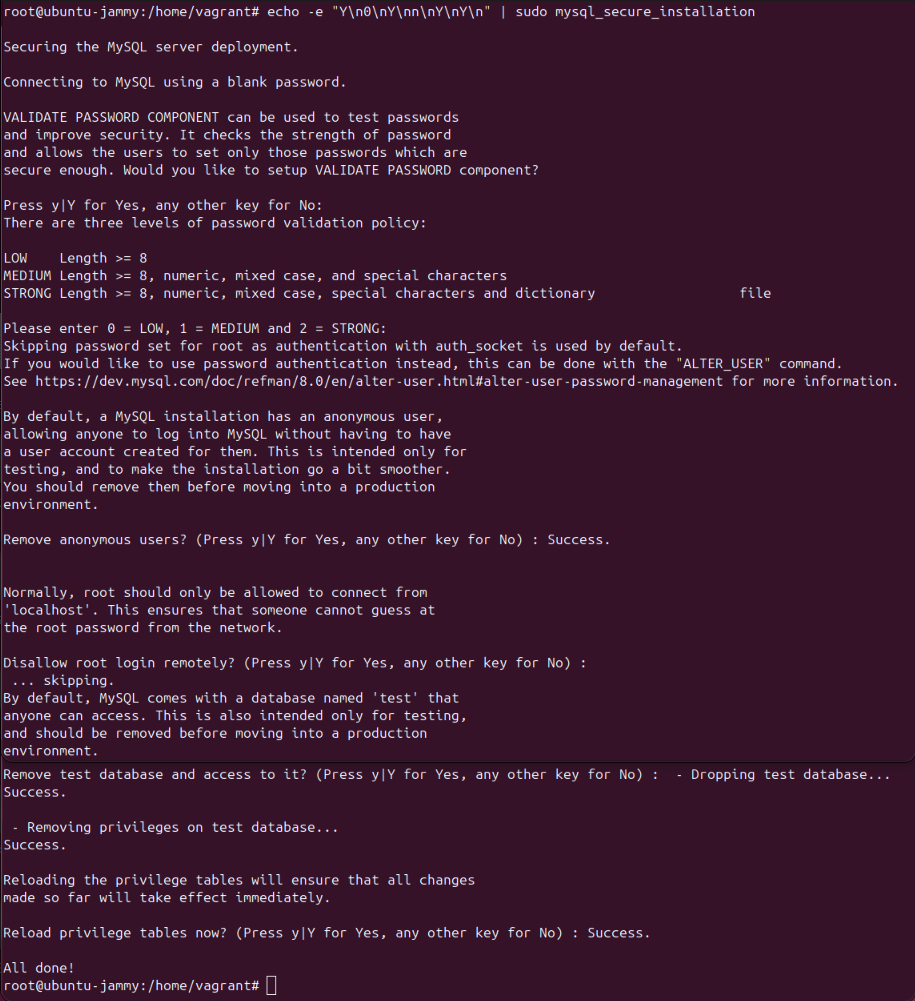 root@ubuntu-jammy:/home/vagrant# echo -e "Y\n0\nY\nn\nY\nY\n" | sudo mysql_secure_installation
Securing the MySQL server deployment.
Connecting to MySQL using a blank password.
VALIDATE PASSWORD COMPONENT can be used to test passwords
and improve security. It checks the strength of password
and allows the users to set only those passwords which are
secure enough. Would you like to setup VALIDATE PASSWORD component?
Press y|Y for Yes, any other key for No:
There are three levels of password validation policy:
LOW    Length >= 8
MEDIUM Length >= 8, numeric, mixed case, and special characters
STRONG Length >= 8, numeric, mixed case, special characters and dictionary                  file
Please enter 0 = LOW, 1 = MEDIUM and 2 = STRONG:
Skipping password set for root as authentication with auth_socket is used by default.
If you would like to use password authentication instead, this can be done with the "ALTER_USER" command.
See https://dev.mysql.com/doc/refman/8.0/en/alter-user.html#alter-user-password-management for more information.
By default, a MySQL installation has an anonymous user,
allowing anyone to log into MySQL without having to have
a user account created for them. This is intended only for
testing, and to make the installation go a bit smoother.
You should remove them before moving into a production
environment.
Remove anonymous users? (Press y|Y for Yes, any other key for No) : Success.
Normally, root should only be allowed to connect from
'localhost'. This ensures that someone cannot guess at
the root password from the network.
Disallow root login remotely? (Press y|Y for Yes, any other key for No) :
 ... skipping.
By default, MySQL comes with a database named 'test' that
anyone can access. This is also intended only for testing,
and should be removed before moving into a production
environment.
Remove test database and access to it? (Press y|Y for Yes, any other key for No) :  - Dropping test database...
Success.
 - Removing privileges on test database...
Success.
Reloading the privilege tables will ensure that all changes
made so far will take effect immediately.
Reload privilege tables now? (Press y|Y for Yes, any other key for No) : Success.
All done!
root@ubuntu-jammy:/home/vagrant#